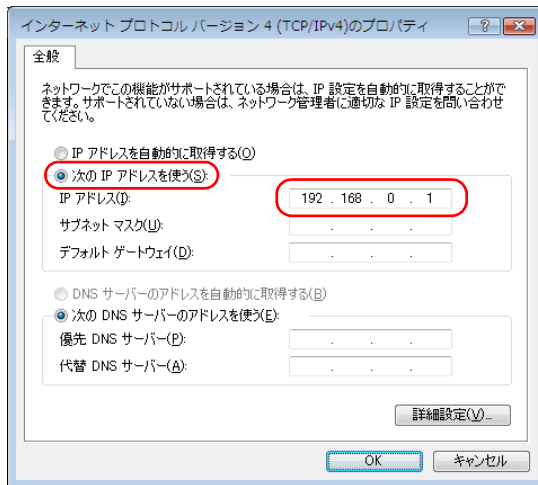 インターネット プロトコル バージョン 4 (TCP/IPv4)のプロパティ
全般
ネットワークでこの機能がサポートされている場合は、IP 設定を自動的に取得することがで
きます。サポートされていない場合は、ネットワーク管理者に適切な IP 設定を問い合わせ
てください。
IP アドレスを自動的に取得する(O)
次の IP アドレスを使う(S):
IP アドレス(I): 192 . 168 . 0 . 1
サブネット マスク(U): . . .
デフォルト ゲートウェイ(D): . . .
DNS サーバーのアドレスを自動的に取得する(B)
次の DNS サーバーのアドレスを使う(E):
優先 DNS サーバー(P): . . .
代替 DNS サーバー(A): . . .
詳細設定(V)...
OK キャンセル